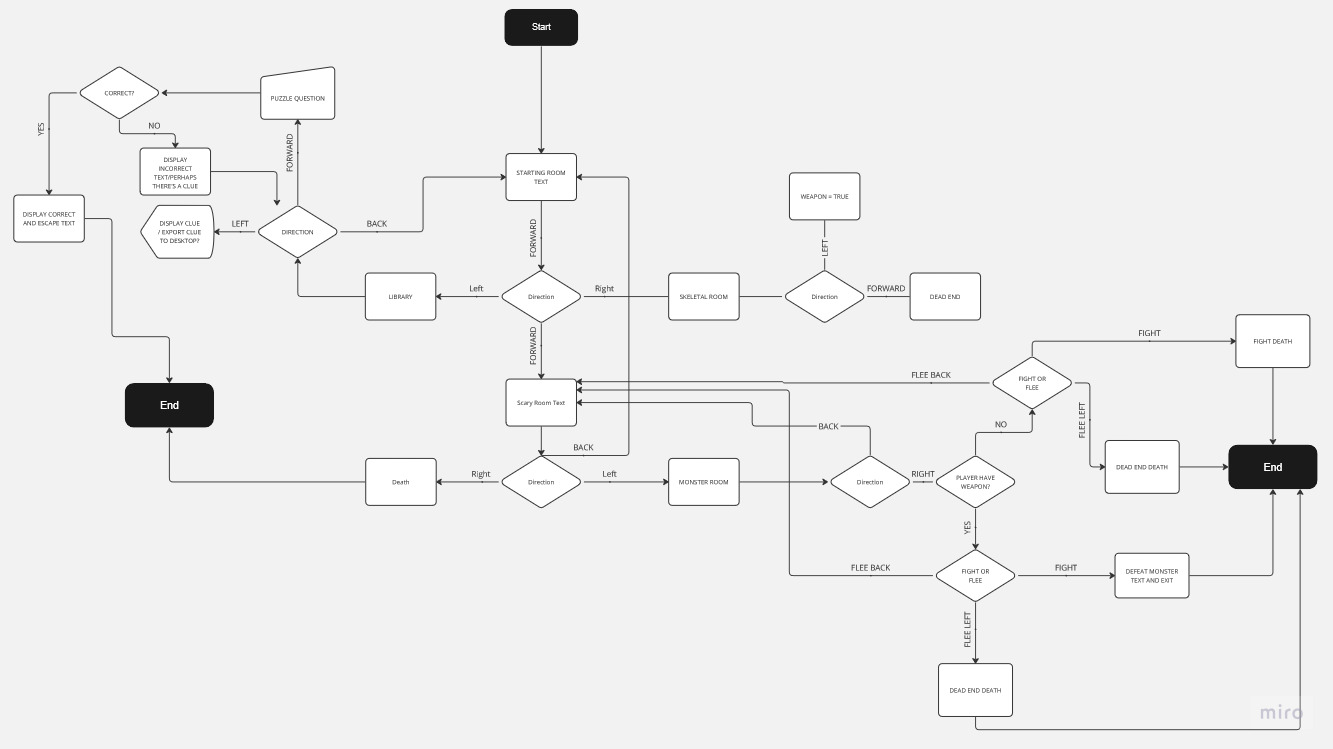 Start
CORRECT?
PUZZLE QUESTION
YES
NO
FORWARD
DISPLAY
INCORRECT
TEXT/PERHAPS
THERE'S A CLUE
STARTING ROOM
TEXT
WEAPON = TRUE
DISPLAY CORRECT
AND ESCAPE TEXT
DISPLAY CLUE
/ EXPORT CLUE
TO DESKTOP?
LEFT
DIRECTION
BACK
FORWARD
LEFT
LIBRARY
Left
Direction
Right
SKELETAL ROOM
Direction
FORWARD
DEAD END
FORWARD
FIGHT
FIGHT DEATH
FLEE BACK
FIGHT OR
FLEE
End
Scary Room Text
FLEE LEFT
BACK
NO
BACK
DEAD END DEATH
End
Death
Right
Direction
Left
MONSTER ROOM
Direction
RIGHT
PLAYER HAVE
WEAPON?
YES
FLEE BACK
FIGHT OR
FLEE
FIGHT
DEFEAT MONSTER
TEXT AND EXIT
FLEE LEFT
DEAD END DEATH
miro